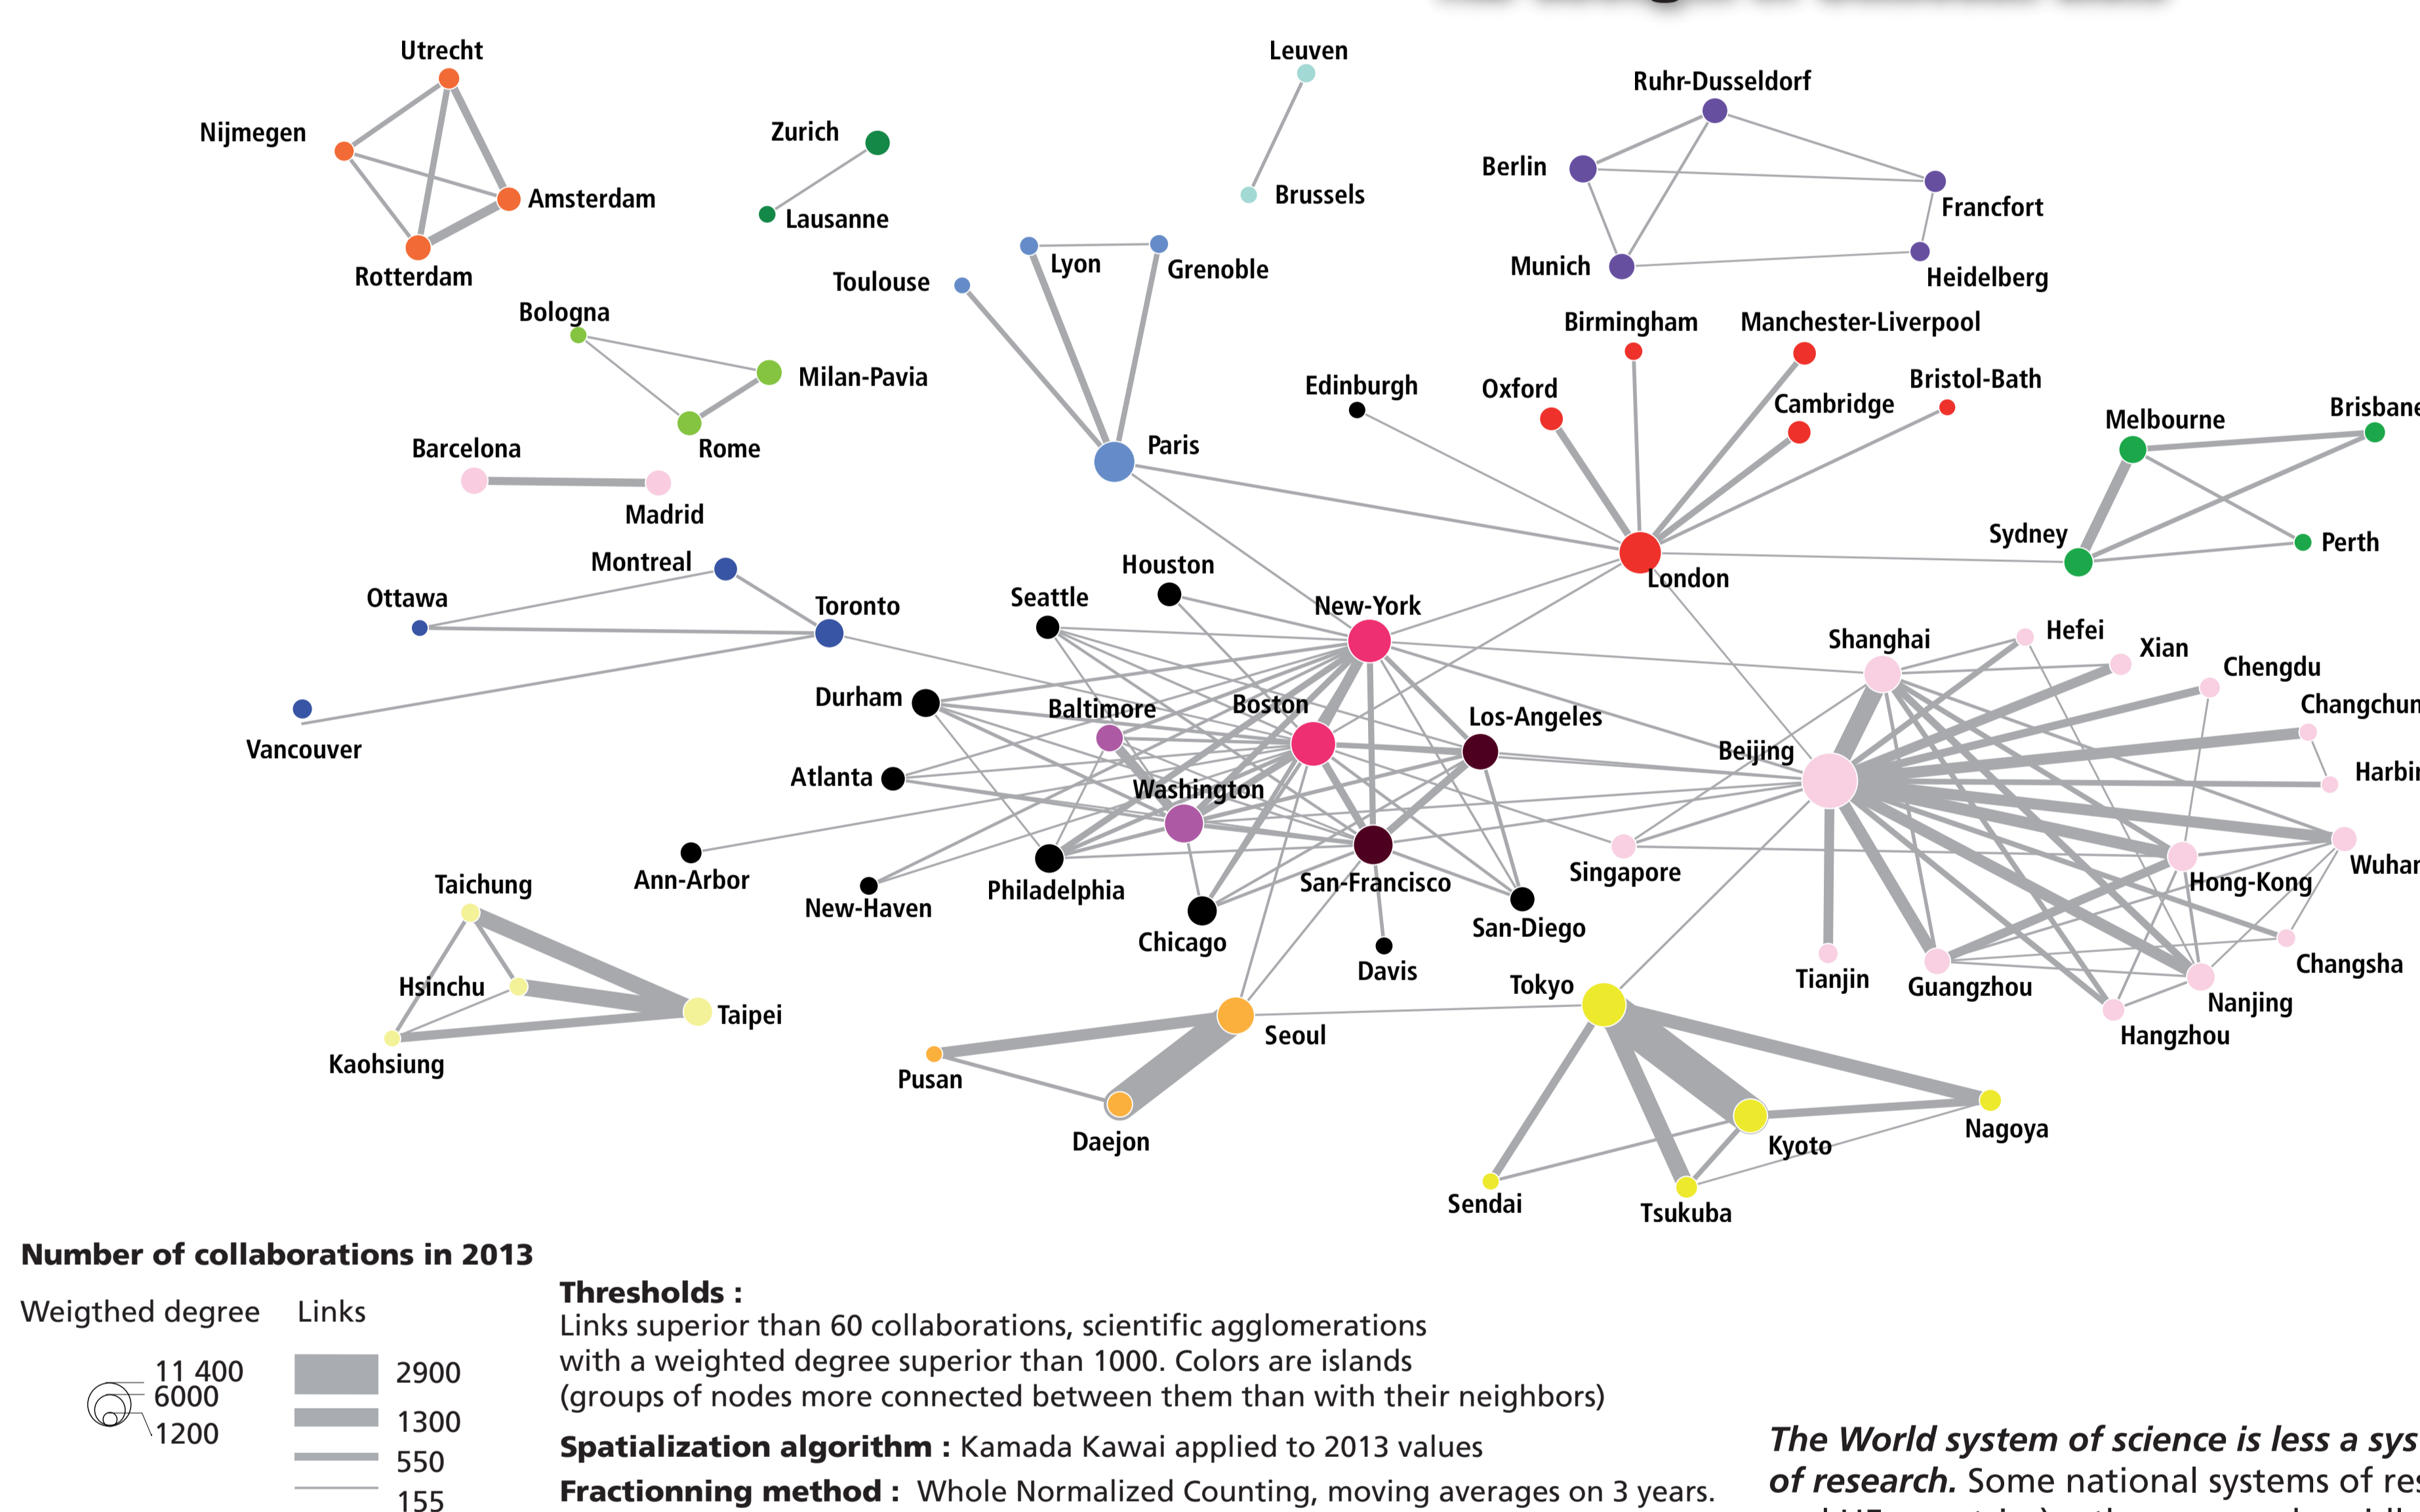 Utrecht
Leuven
Ruhr-Dusseldorf
Nijmegen
Zurich
Berlin
Amsterdam
Brussels
Francfort
Lausanne
Rotterdam
Lyon
Grenoble
Munich
Heidelberg
Toulouse
Bologna
Birmingham
Manchester-Liverpool
Milan-Pavia
Edinburgh
Oxford
Bristol-Bath
Cambridge
Melbourne
Brisbane
Barcelona
Rome
Paris
Madrid
Sydney
Perth
Montreal
Houston
London
Ottawa
Toronto
Seattle
New-York
Shanghai
Hefei
Xian
Chengdu
Durham
Baltimore
Boston
Los-Angeles
Changchun
Vancouver
Beijing
Atlanta
Washington
Harbin
Ann-Arbor
Singapore
Wuhan
Taichung
Philadelphia
San-Francisco
Hong-Kong
New-Haven
Chicago
San-Diego
Davis
Changsha
Hsinchu
Tokyo
Tianjin
Guangzhou
Nanjing
Taipei
Seoul
Hangzhou
Kaohsiung
Pusan
Daejon
Kyoto
Nagoya
Sendai
Tsukuba
Number of collaborations in 2013
Weigthed degree Links
11 400
6000
1200
2900
1300
550
155
Thresholds :
Links superior than 60 collaborations, scientific agglomerations
with a weighted degree superior than 1000. Colors are islands
(groups of nodes more connected between them than with their neighbors)
Spatialization algorithm : Kamada Kawai applied to 2013 values
Fractionning method : Whole Normalized Counting, moving averages on 3 years.
The World system of science is less a sys
of research. Some national systems of res